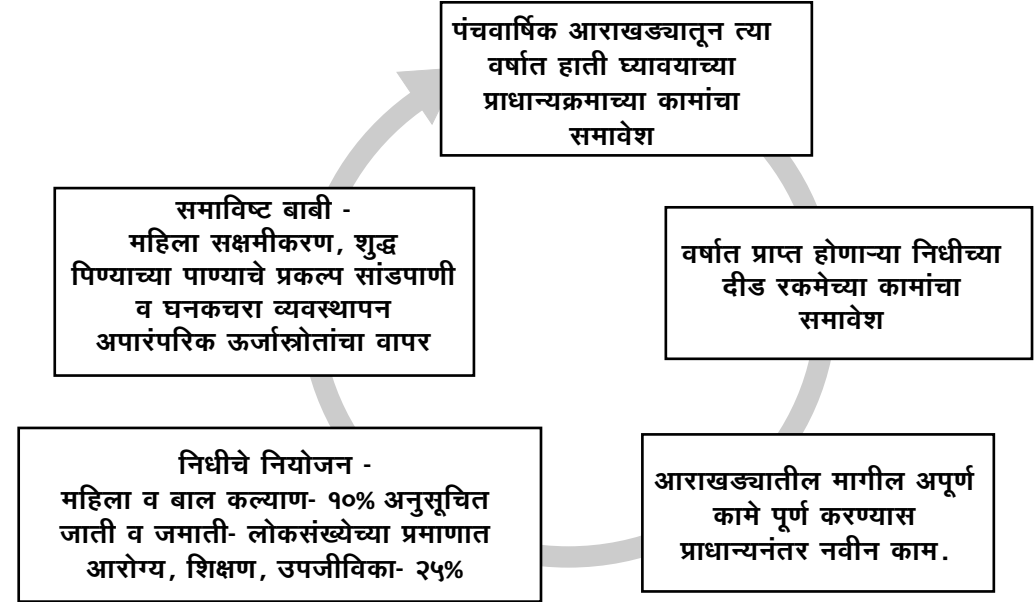 पंचवार्षिक आराखड्यातून त्या
वर्षात हाती घ्यावयाच्या
प्राधान्यक्रमाच्या कामांचा
समावेश
वर्षात प्राप्त होणाऱ्या निधीच्या
दीड रकमेच्या कामांचा
समावेश
आराखड्यातील मागील अपूर्ण
कामे पूर्ण करण्यास
प्राधान्यनंतर नवीन काम.
निधीचे नियोजन -
महिला व बाल कल्याण- १०% अनुसूचित
जाती व जमाती- लोकसंख्येच्या प्रमाणात
आरोग्य, शिक्षण, उपजीविका- २५%
समाविष्ट बाबी -
महिला सक्षमीकरण, शुद्ध
पिण्याच्या पाण्याचे प्रकल्प सांडपाणी
व घनकचरा व्यवस्थापन
अपारंपरिक ऊर्जास्रोतांचा वापर